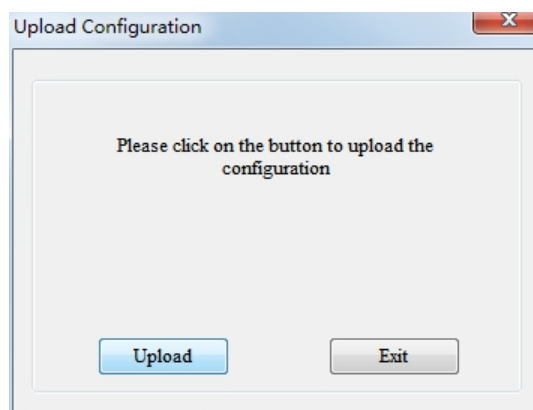 Upload Configuration
X
Please click on the button to upload the
configuration
Upload
Exit